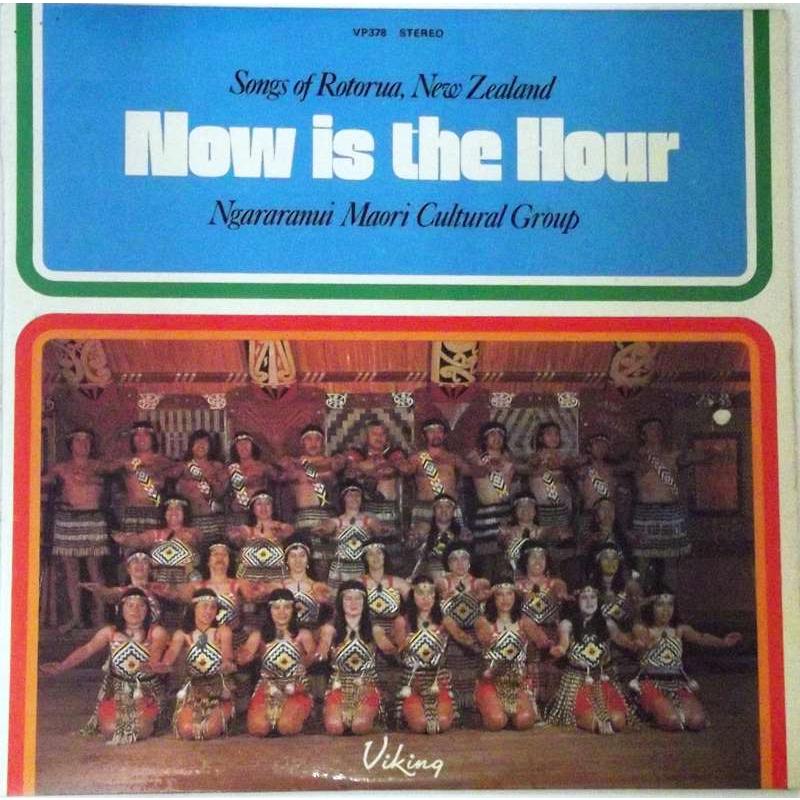 VP378 STEREO
Songs of Rotorua, New Zealand
Now is the Hour
Ngararanui Maori Cultural Group
Viking